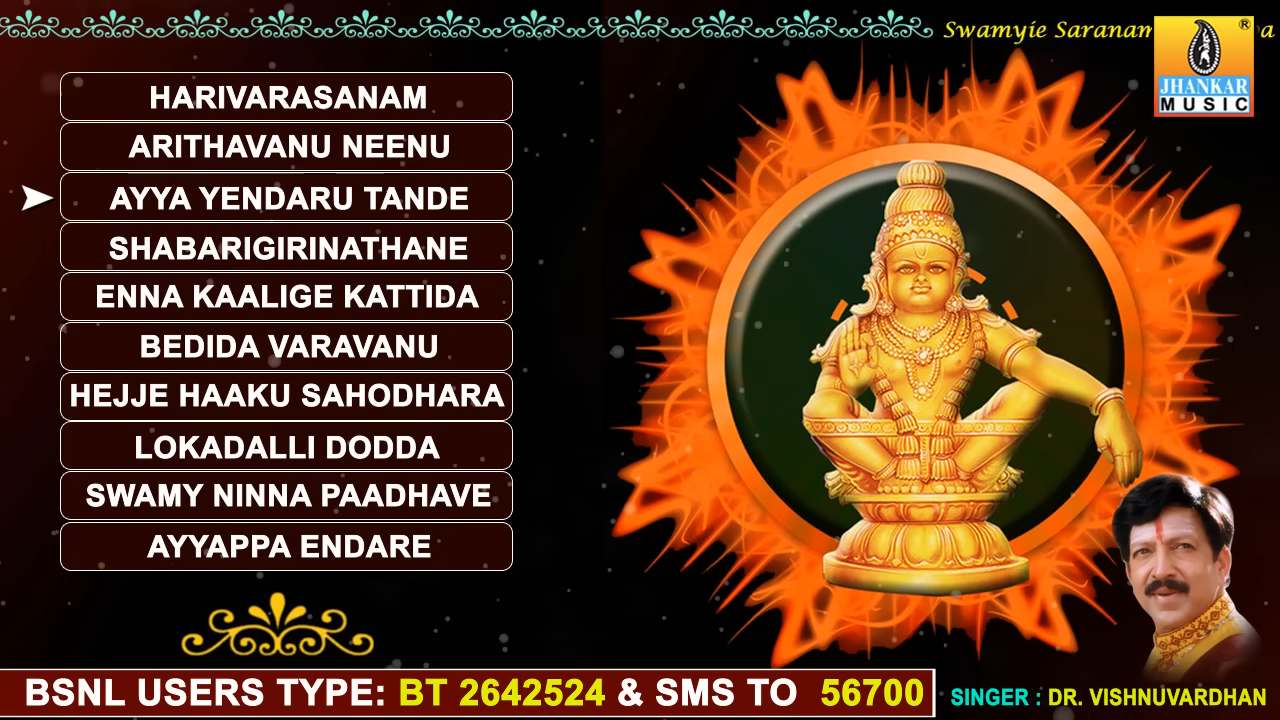 Swamyie Saranam
®
JHANKAR
MUSIC
HARIVARASANAM
ARITHAVANU NEENU
AYYA YENDARU TANDE
SHABARIGIRINATHANE
ENNA KAALIGE KATTIDA
BEDIDA VARAVANU
HEJJE HAAKU SAHODHARA
LOKADALLI DODDA
SWAMY NINNA PAADHAVE
AYYAPPA ENDARE
BSNL USERS TYPE: BT 2642524 & SMS TO 56700
SINGER : DR. VISHNUVARDHAN